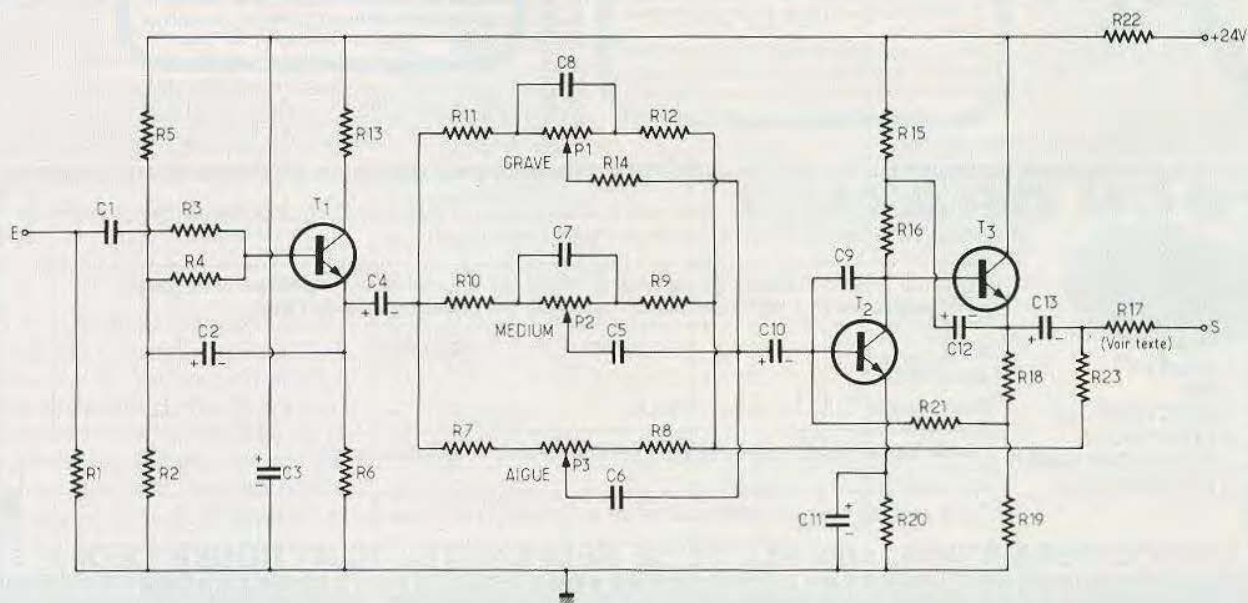 R22
+24V
C8
R5
R13
R11
R12
R15
P1
GRAVE
R14
E
C1
R3
T1
R4
C7
C9
R16
T3
C4
R10
R9
C13
R17
S
P2
MEDIUM
C5
C10
T2
C12
(Voir texte)
C2
R18
R23
R21
R7
R8
R1
R2
C3
R6
P3
AIGUE
C6
C11
R20
R19